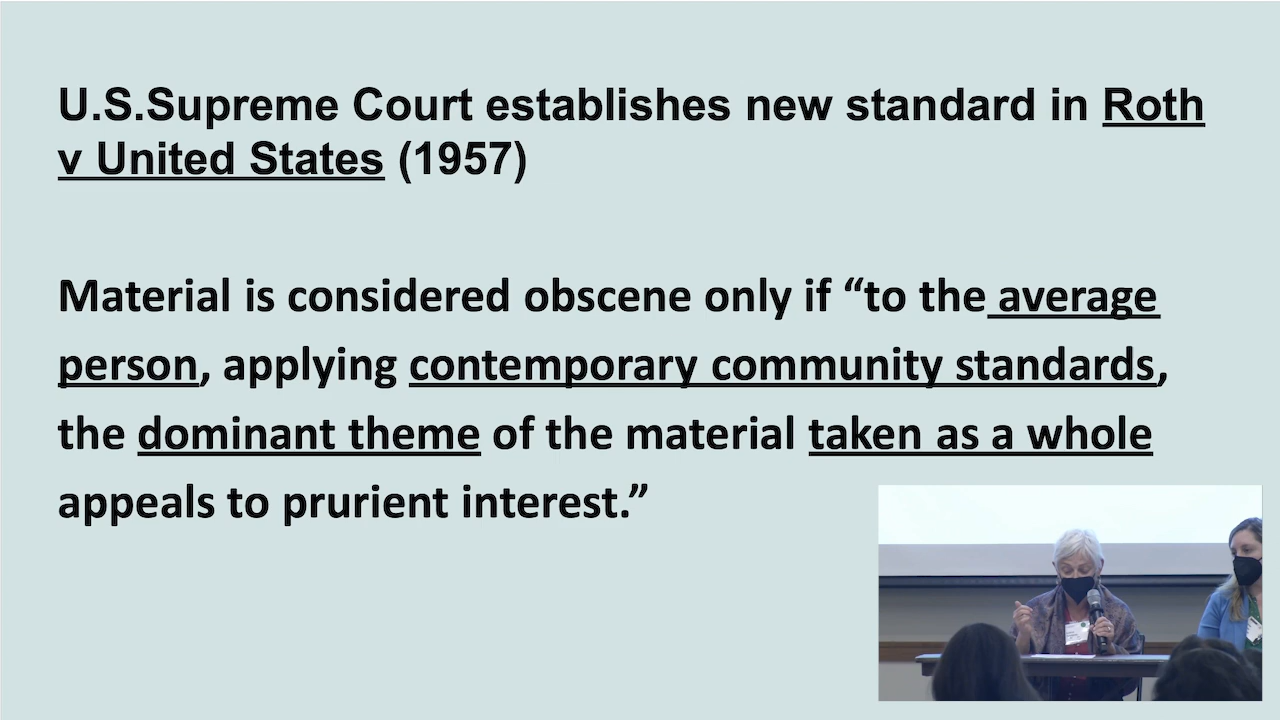 U.S.Supreme Court establishes new standard in Roth
v United States (1957)
Material is considered obscene only if “to the average
person, applying contemporary community standards,
the dominant theme of the material taken as a whole
appeals to prurient interest.”